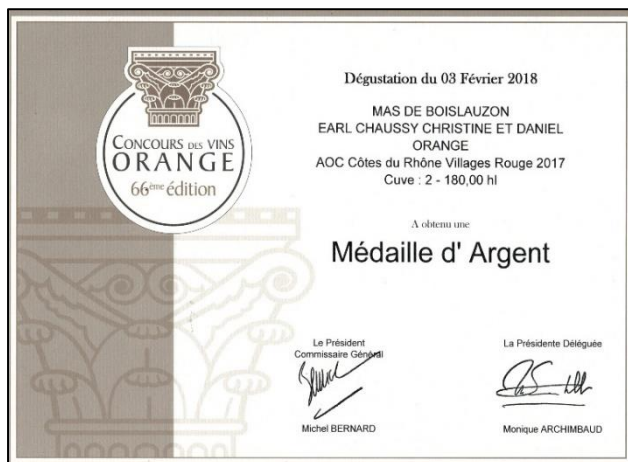 CONCOURS DES VINS
ORANGE
66ème édition
Dégustation du 03 Février 2018
MAS DE BOISLAUZON
EARL CHAUSSY CHRISTINE ET DANIEL
ORANGE
AOC Côtes du Rhône Villages Rouge 2017
Cuve : 2 - 180,00 hl
A obtenu une
Médaille d' Argent
Le Président
Commissaire Général
Michel BERNARD
La Présidente Déléguée
Monique ARCHIMBAUD